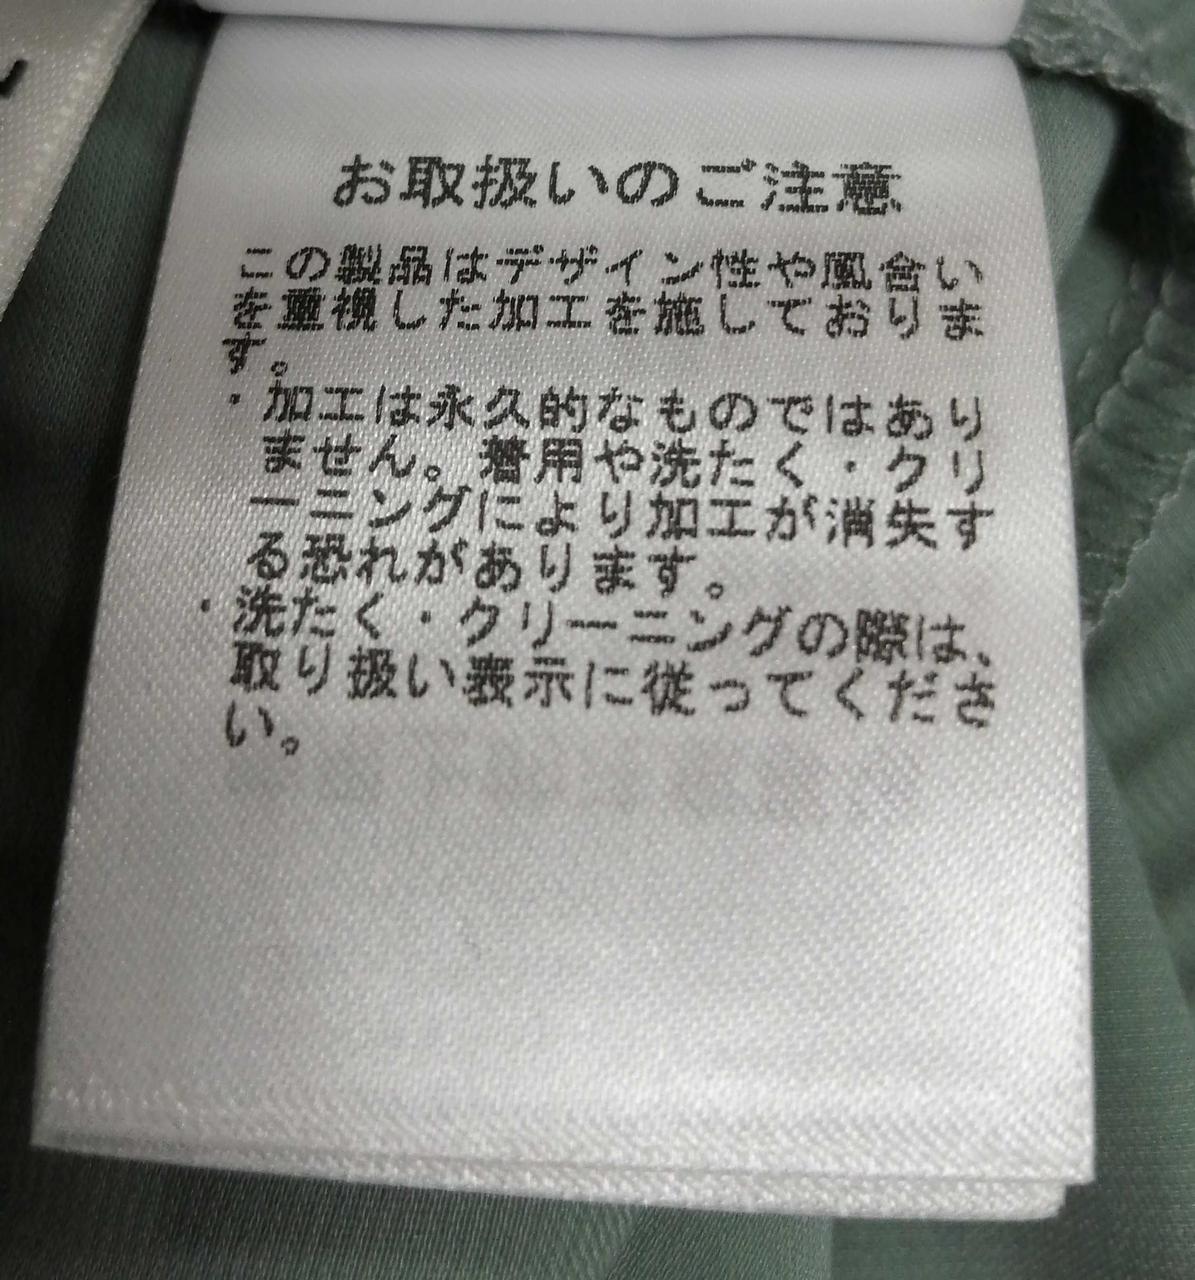 お取扱いのご注意
この製品はデザイン性や風合い
を重視した加工を施しておりま
す。
・加工は永久的なものではあり
ません。着用や洗たく・クリ
ーニングにより加工が消失す
る恐れがあります。
・洗たく・クリーニングの際は、
取り扱い表示に従ってくださ
い。